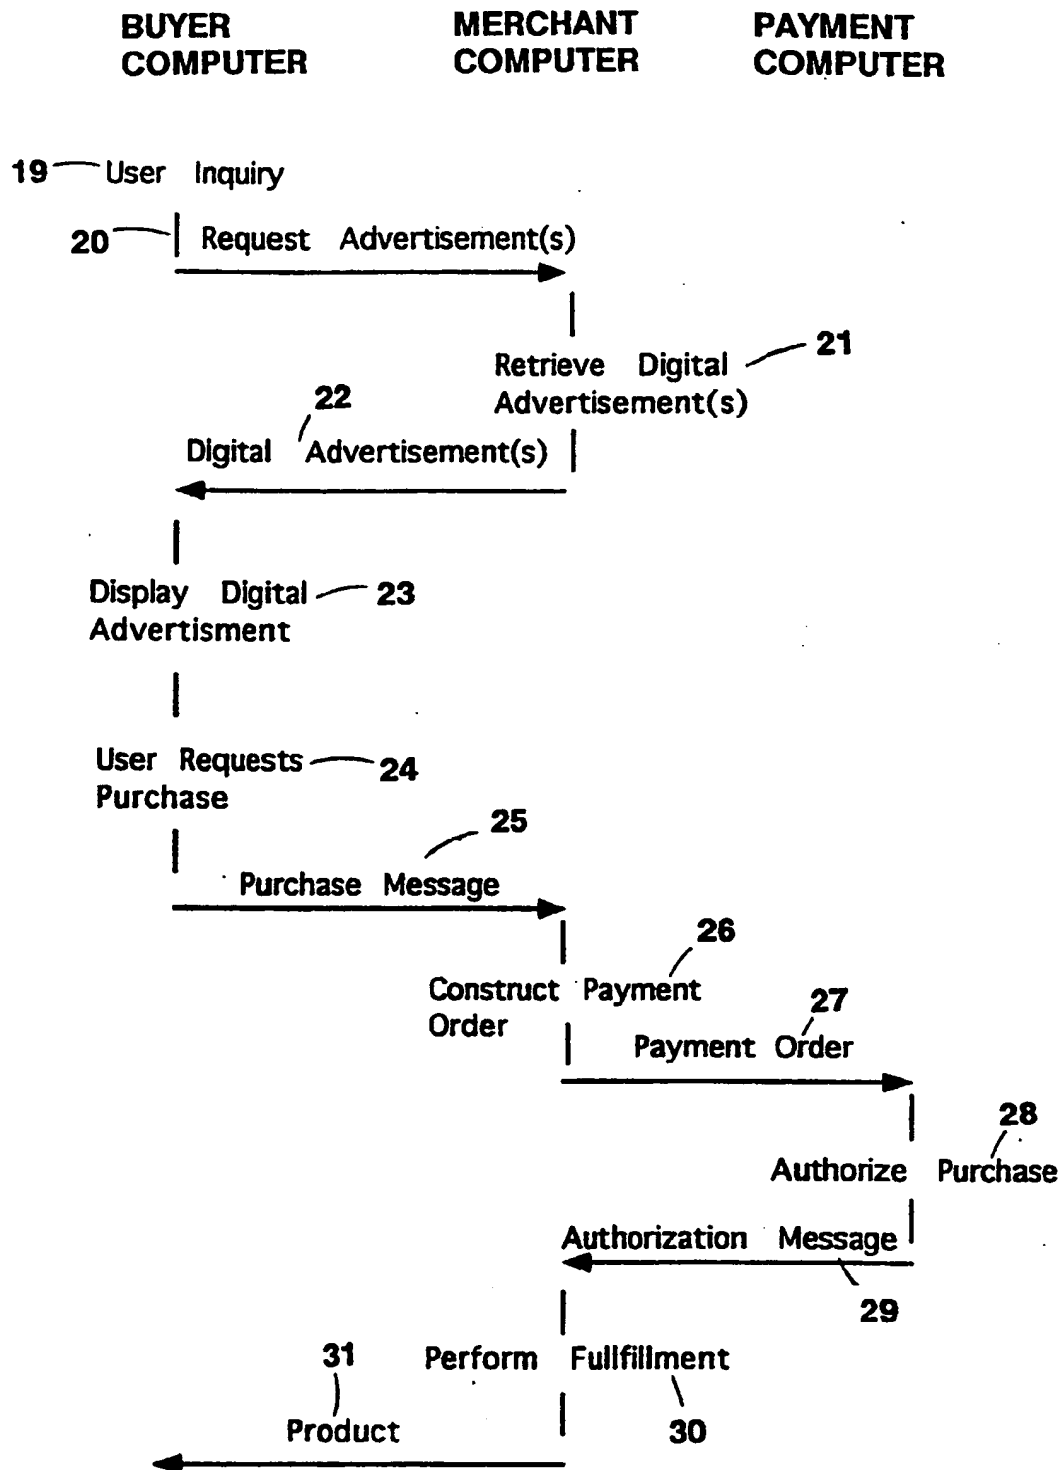 BUYER COMPUTER
MERCHANT COMPUTER
PAYMENT COMPUTER
19 User Inquiry
20 Request Advertisement(s)
21
Retrieve Digital
Advertisement(s)
22
Digital Advertisement(s)
Display Digital 23
Advertisment
User Requests 24
Purchase
25
Purchase Message
26
Construct Payment
Order
27
Payment Order
28
Authorize Purchase
Authorization Message
29
31
Perform Fullfillment
30
Product